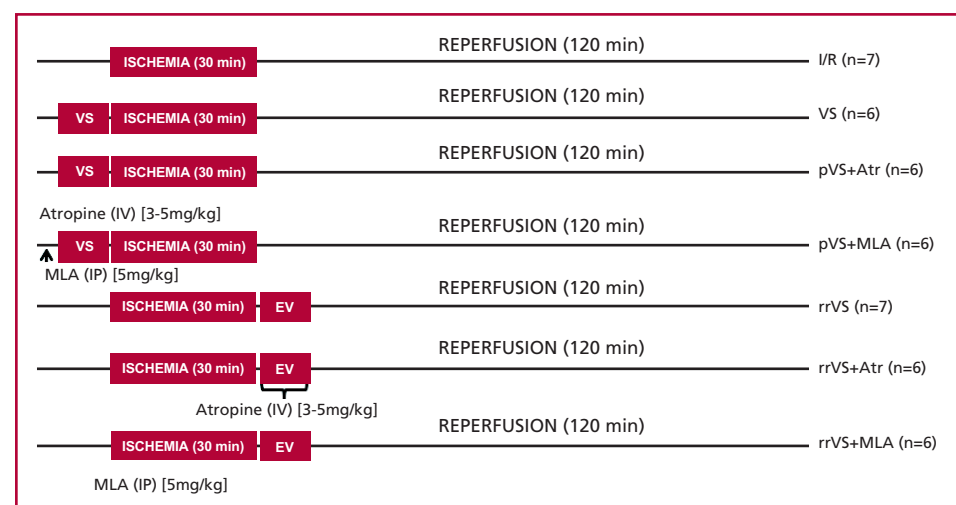 REPERFUSION (120 min)
ISCHEMIA (30 min)
I/R (n=7)
REPERFUSION (120 min)
VS ISCHEMIA (30 min)
VS (n=6)
REPERFUSION (120 min)
VS ISCHEMIA (30 min)
pVS+Atr (n=6)
Atropine (IV) [3-5mg/kg]
REPERFUSION (120 min)
VS ISCHEMIA (30 min)
pVS+MLA (n=6)
MLA (IP) [5mg/kg]
REPERFUSION (120 min)
ISCHEMIA (30 min) EV
rrVS (n=7)
REPERFUSION (120 min)
ISCHEMIA (30 min) EV
rrVS+Atr (n=6)
Atropine (IV) [3-5mg/kg]
REPERFUSION (120 min)
ISCHEMIA (30 min) EV
rrVS+MLA (n=6)
MLA (IP) [5mg/kg]